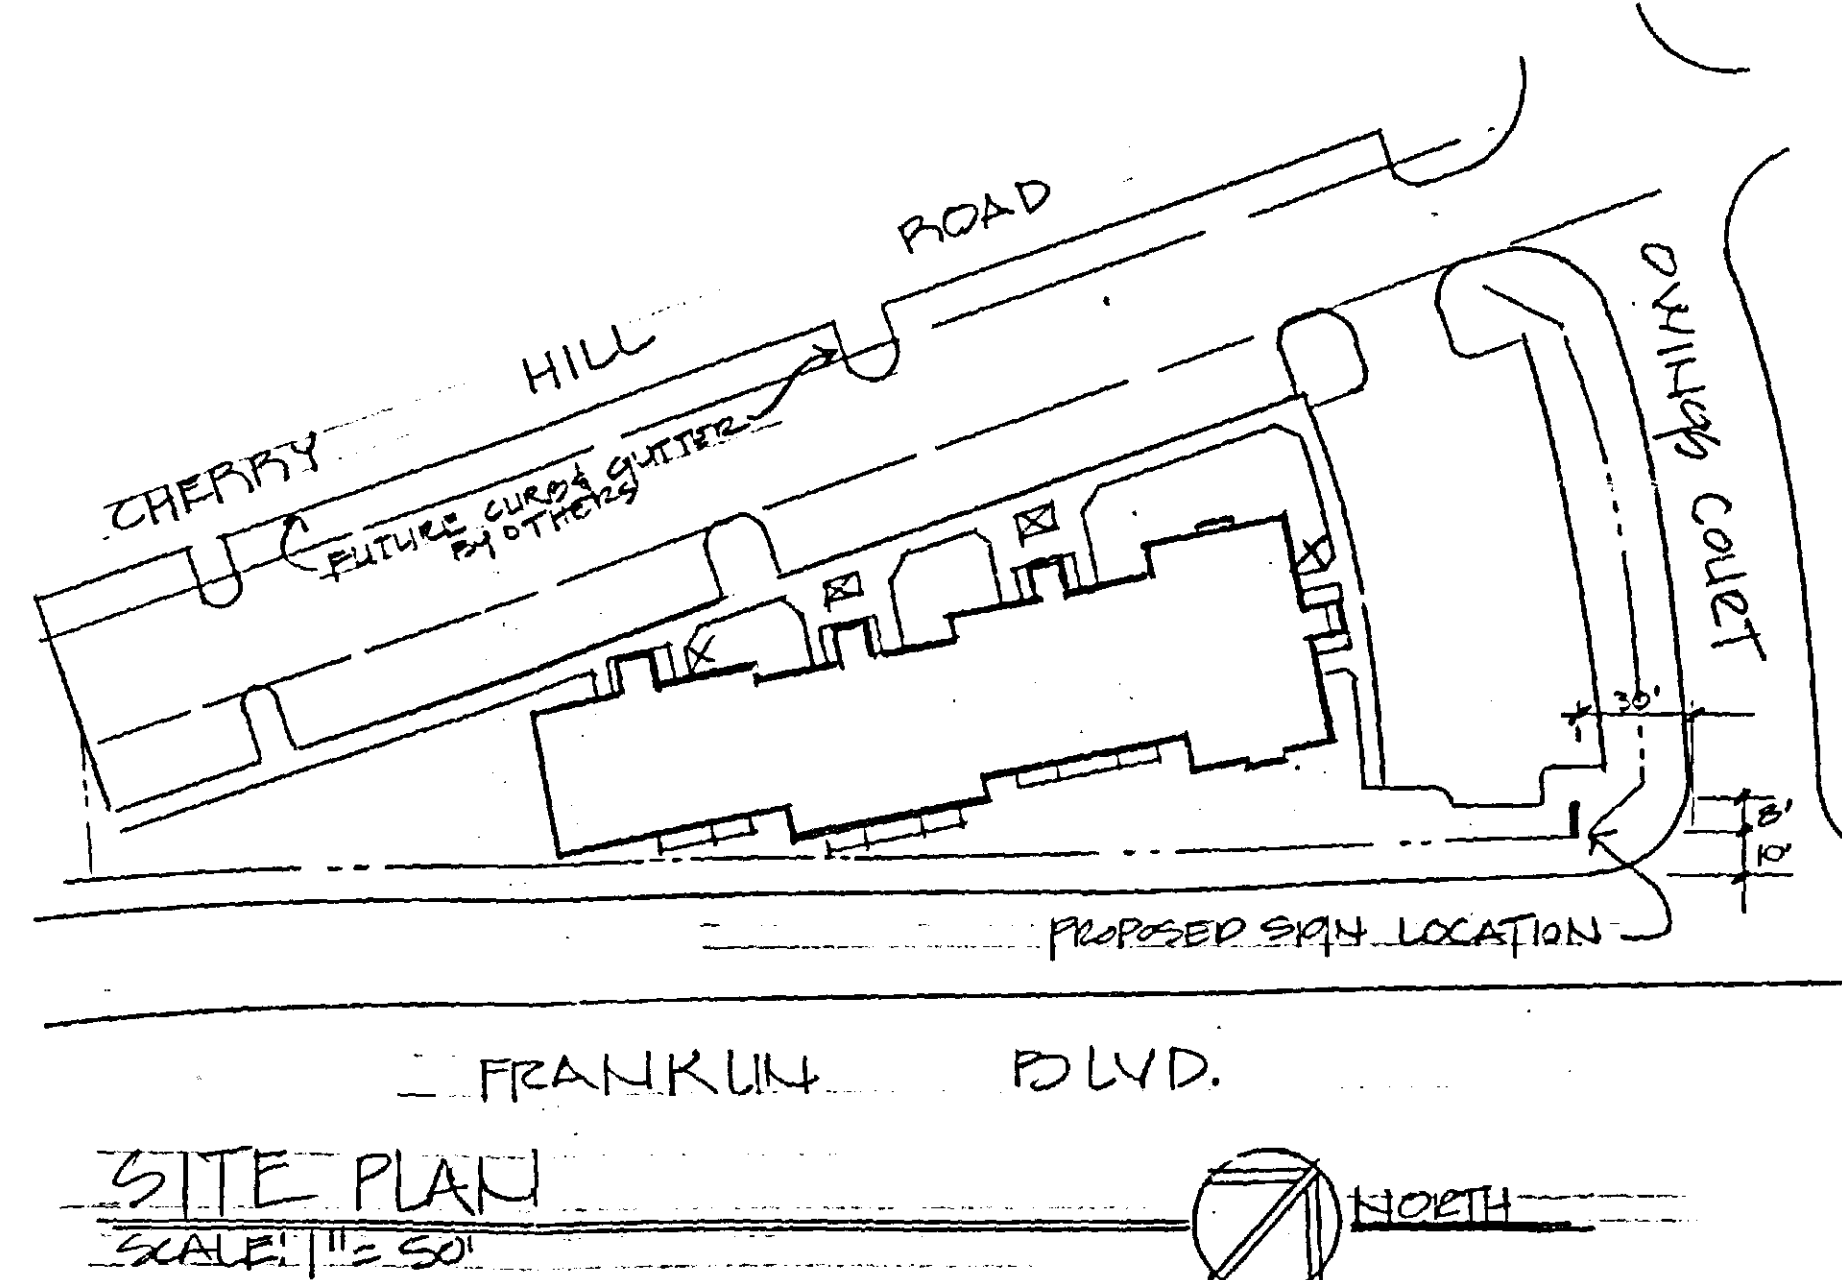 CHERRY HILL ROAD
FUTURE CURB & GUTTER
BY OTHERS
OWINGS COURT
30'
8'
10'
PROPOSED SIGN LOCATION
FRANKLIN BLVD.
SITE PLAN
SCALE: 1" = 50'
NORTH